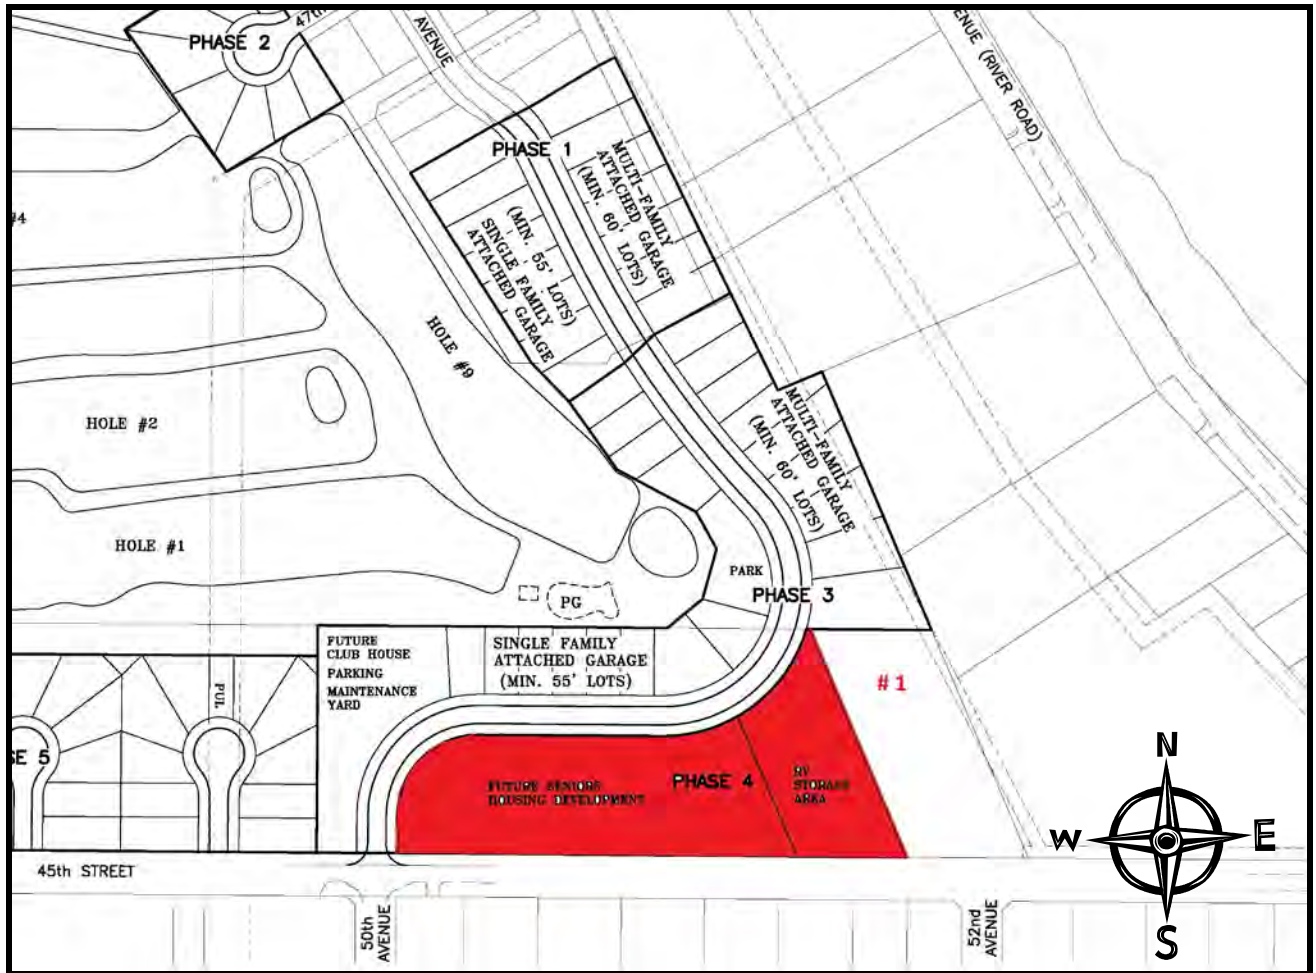 47th
PHASE 2
AVENUE
ENUE (RIVER ROAD)
PHASE 1
MULTI-FAMILY
ATTACHED GARAGE
(MIN. 60' LOTS)
#4
(MIN. 55' LOTS)
SINGLE FAMILY
ATTACHED GARAGE
HOLE #9
HOLE #2
MULTI-FAMILY
ATTACHED GARAGE
(MIN. 60' LOTS)
HOLE #1
PARK
PHASE 3
PG
FUTURE
CLUB HOUSE
PARKING
MAINTENANCE
YARD
SINGLE FAMILY
ATTACHED GARAGE
(MIN. 55' LOTS)
#1
PUL
SE 5
PHASE 4
FUTURE SENIORS
HOUSING DEVELOPMENT
RV
STORAGE
AREA
N
W
E
S
45th STREET
50th
AVENUE
52nd
AVENUE